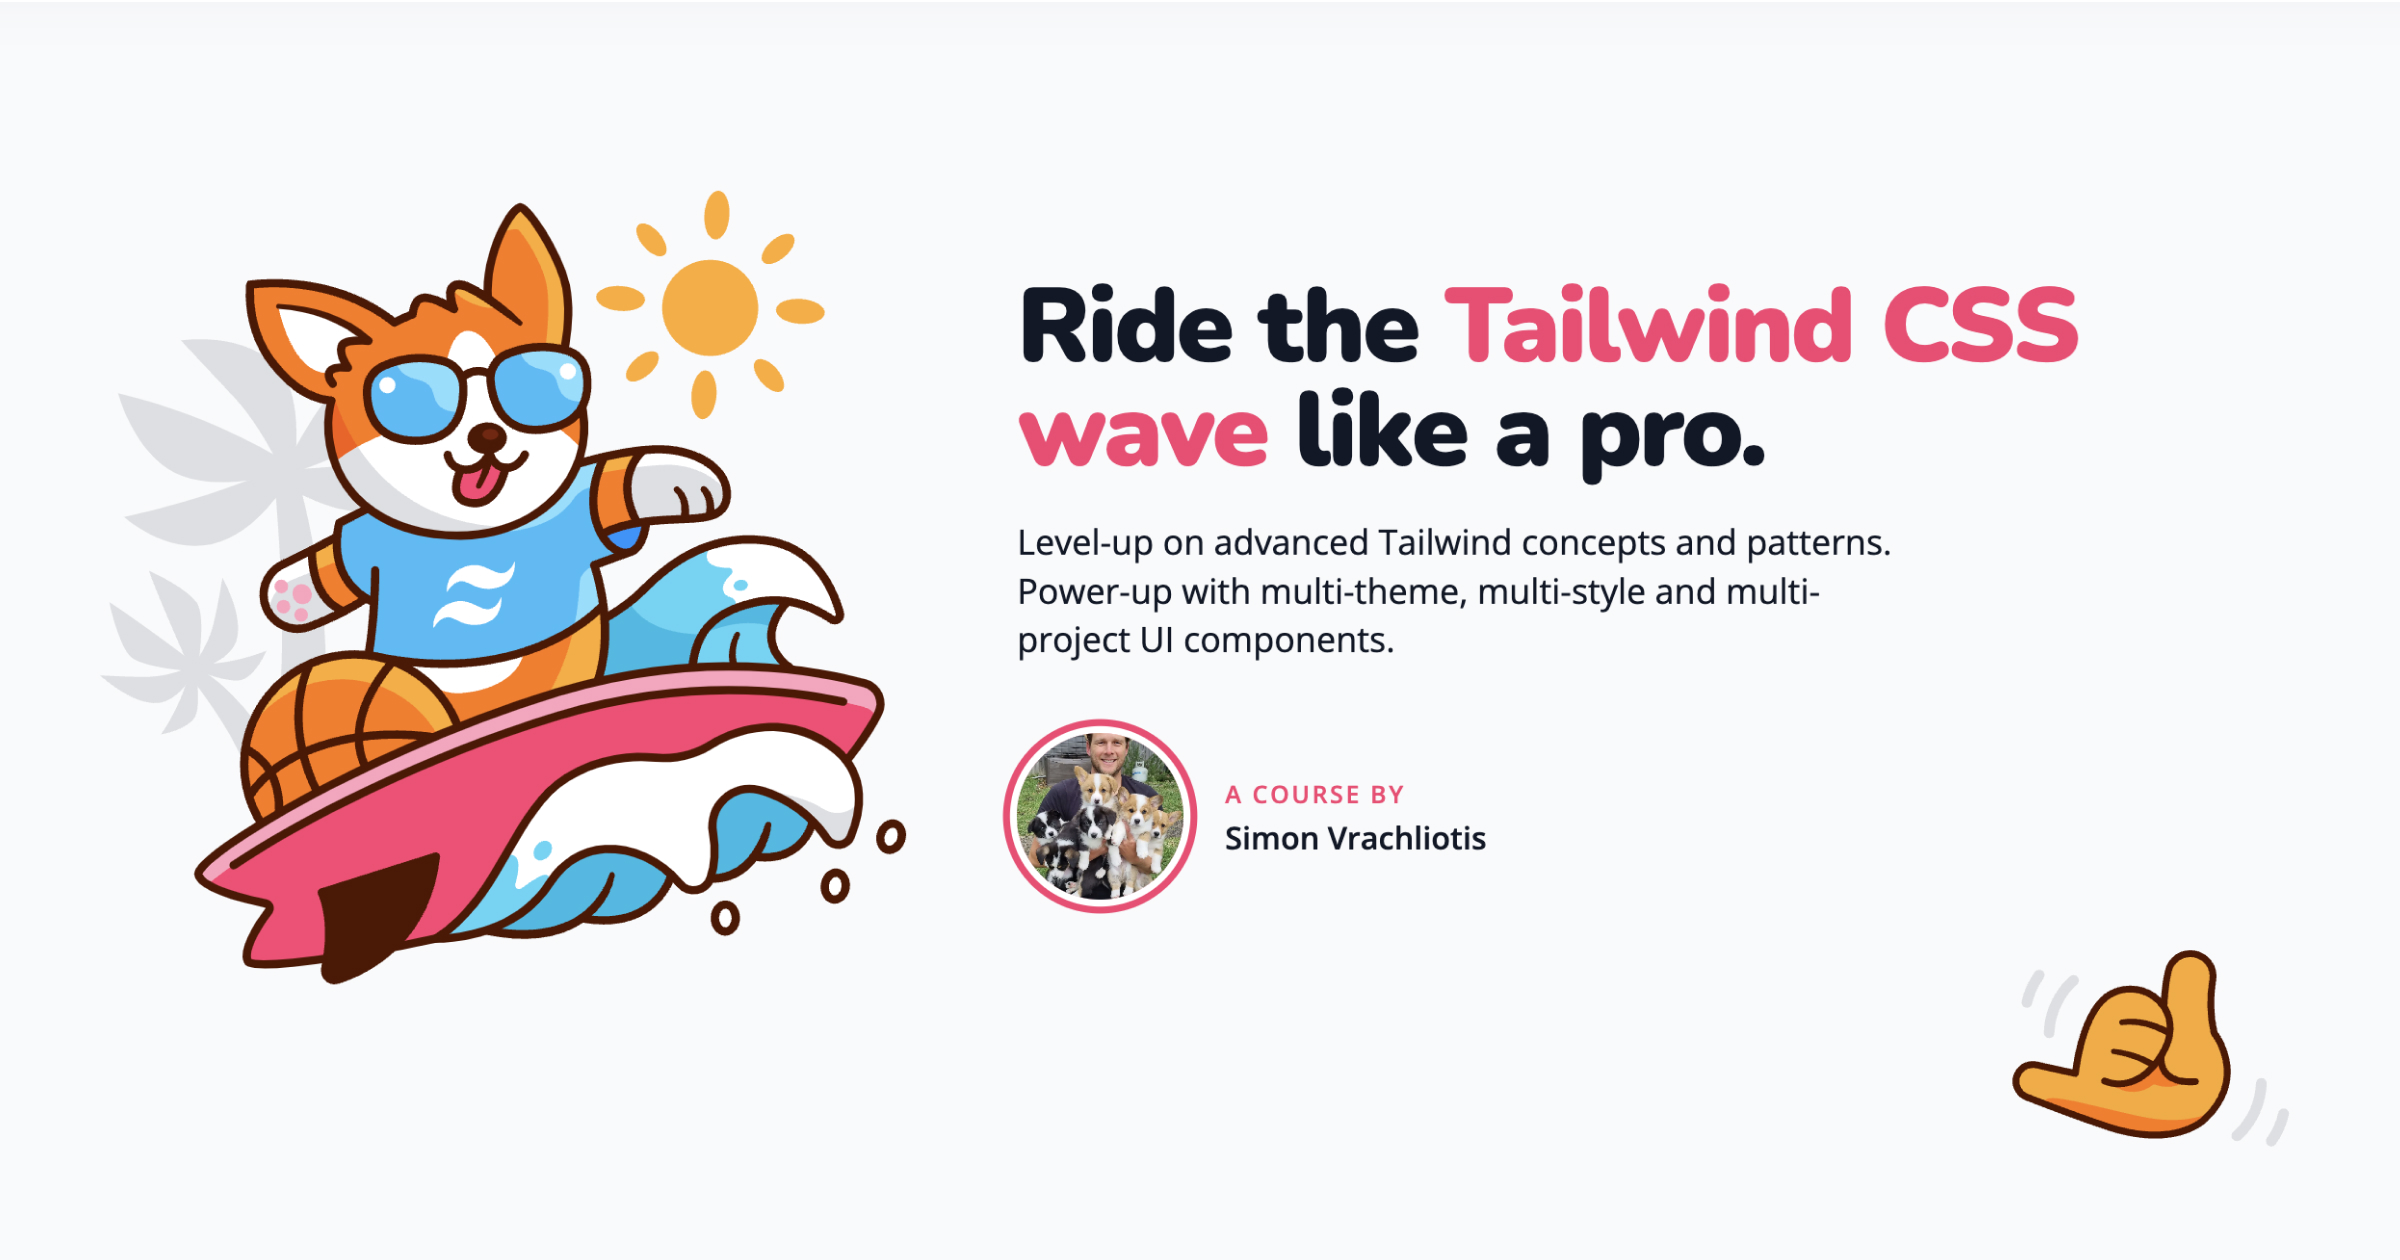 Ride the Tailwind CSS
wave like a pro.
Level-up on advanced Tailwind concepts and patterns.
Power-up with multi-theme, multi-style and multi-
project UI components.
A COURSE BY
Simon Vrachliotis